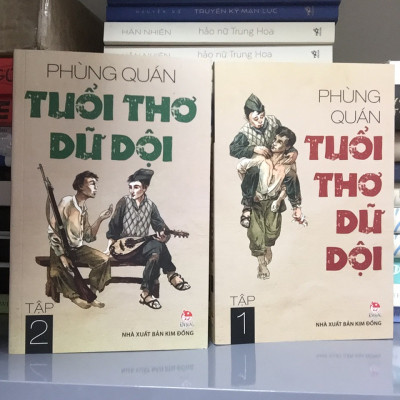 TRUYỀN KỲ MẠN LỤC
HÀN NHIÊN
hảo nữ Trung Hoa
hảo nữ Trung Hoa
PHÙNG QUÁN
TUỔI THƠ
DỮ DỘI
TẬP
2
NHÀ XUẤT BẢN KIM ĐỒNG
PHÙNG
QUÁN
TUỔI
THƠ
DỮ
DỘI
TẬP
1
NHÀ XUẤT BẢN KIM ĐỒNG